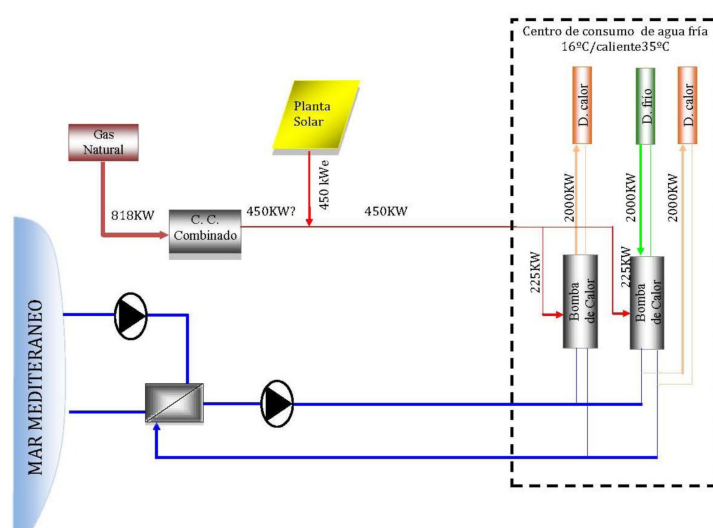 Centro de consumo de agua fría
16ºC/caliente35ºC
D. calor
D. frío
D. calor
Planta
Solar
Gas
Natural
450 kWe
818KW
C. C.
Combinado
450KW?
450KW
2000KW
2000KW
2000KW
225KW
225KW
Bomba
de Calor
Bomba
de Calor
MAR MEDITERANEO